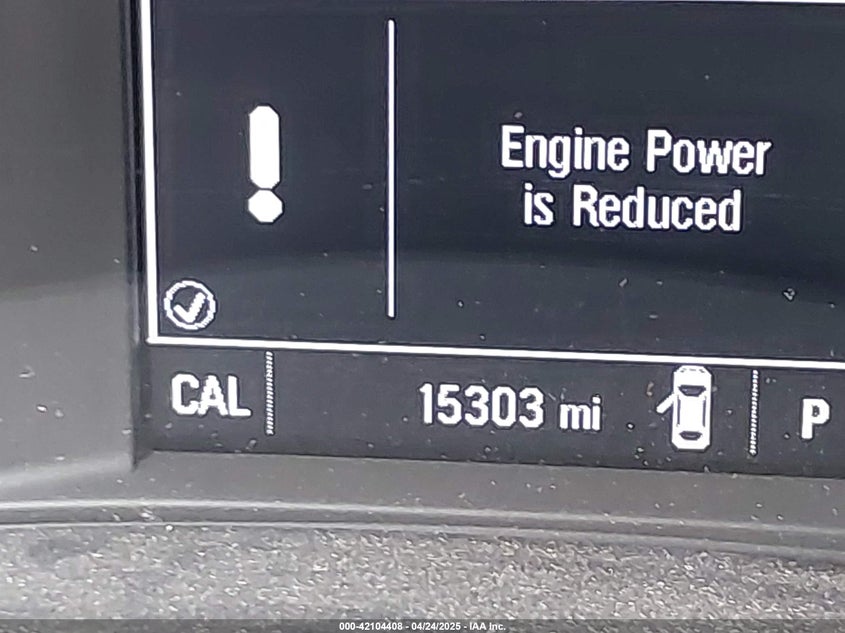 Engine Power
is Reduced
CAL 15303 mi P
000-42104408 - 04/24/2025 - IAA Inc.